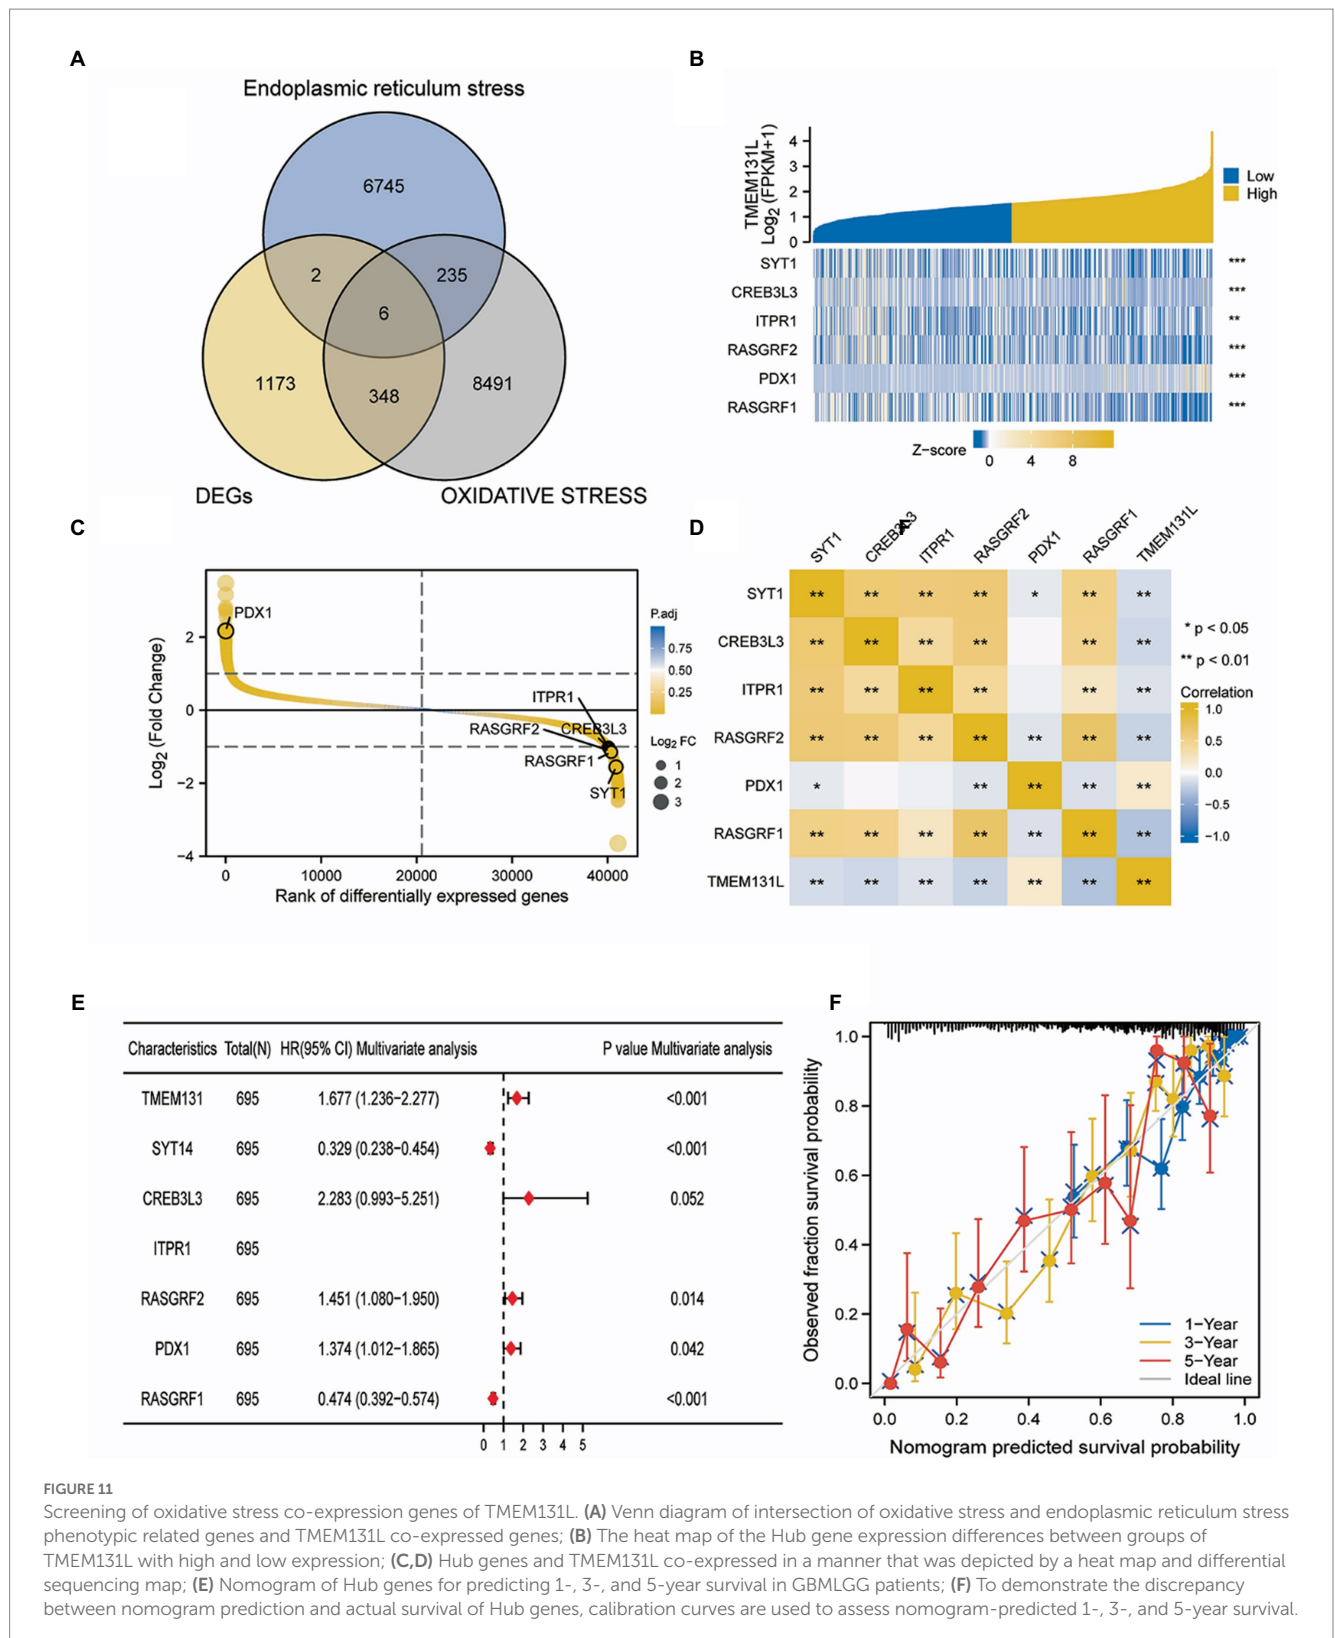 A
Endoplasmic reticulum stress
6745
2
235
6
1173
348
8491
DEGs
OXIDATIVE STRESS
B
TMEM131L
Log2 (FPKM+1)
4
3
2
1
0
Low
High
SYT1 ***
CREB3L3 ***
ITPR1 **
RASGRF2 ***
PDX1 ***
RASGRF1 ***
Z-score
0 4 8
C
Log2 (Fold Change)
2
0
−2
−4
PDX1
ITPR1
RASGRF2 CREB3L3
RASGRF1
SYT1
0 10000 20000 30000 40000
Rank of differentially expressed genes
P.adj
0.75
0.50
0.25
Log2 FC
1
2
3
D
SYT1 CREB3L3 ITPR1 RASGRF2 PDX1 RASGRF1 TMEM131L
SYT1 ** ** ** ** * ** **
CREB3L3 ** ** ** ** ** **
ITPR1 ** ** ** ** ** **
RASGRF2 ** ** ** ** ** ** **
PDX1 * ** ** ** **
RASGRF1 ** ** ** ** ** ** **
TMEM131L ** ** ** ** ** ** **
* p < 0.05
** p < 0.01
Correlation
1.0
0.5
0.0
−0.5
−1.0
E
Characteristics Total(N) HR(95% CI) Multivariate analysis P value Multivariate analysis
TMEM131 695 1.677 (1.236−2.277) <0.001
SYT14 695 0.329 (0.238−0.454) <0.001
CREB3L3 695 2.283 (0.993−5.251) 0.052
ITPR1 695
RASGRF2 695 1.451 (1.080−1.950) 0.014
PDX1 695 1.374 (1.012−1.865) 0.042
RASGRF1 695 0.474 (0.392−0.574) <0.001
0 1 2 3 4 5
F
Observed fraction survival probability
1.0
0.8
0.6
0.4
0.2
0.0
1−Year
3−Year
5−Year
Ideal line
0.0 0.2 0.4 0.6 0.8 1.0
Nomogram predicted survival probability
FIGURE 11
Screening of oxidative stress co-expression genes of TMEM131L. (A) Venn diagram of intersection of oxidative stress and endoplasmic reticulum stress
phenotypic related genes and TMEM131L co-expressed genes; (B) The heat map of the Hub gene expression differences between groups of
TMEM131L with high and low expression; (C,D) Hub genes and TMEM131L co-expressed in a manner that was depicted by a heat map and differential
sequencing map; (E) Nomogram of Hub genes for predicting 1-, 3-, and 5-year survival in GBMLGG patients; (F) To demonstrate the discrepancy
between nomogram prediction and actual survival of Hub genes, calibration curves are used to assess nomogram-predicted 1-, 3-, and 5-year survival.